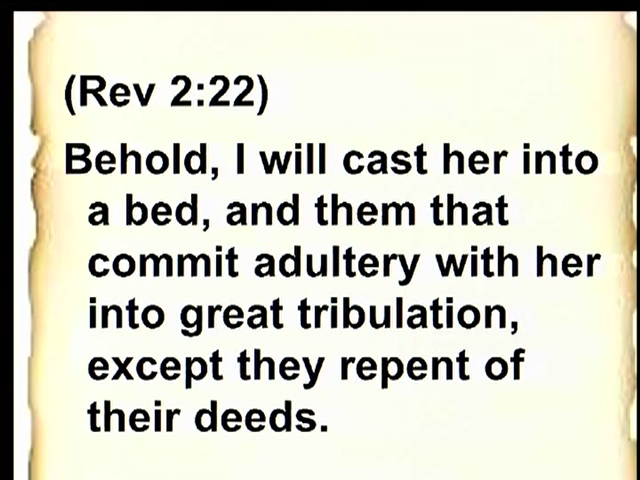 (Rev 2:22)
Behold, I will cast her into
a bed, and them that
commit adultery with her
into great tribulation,
except they repent of
their deeds.